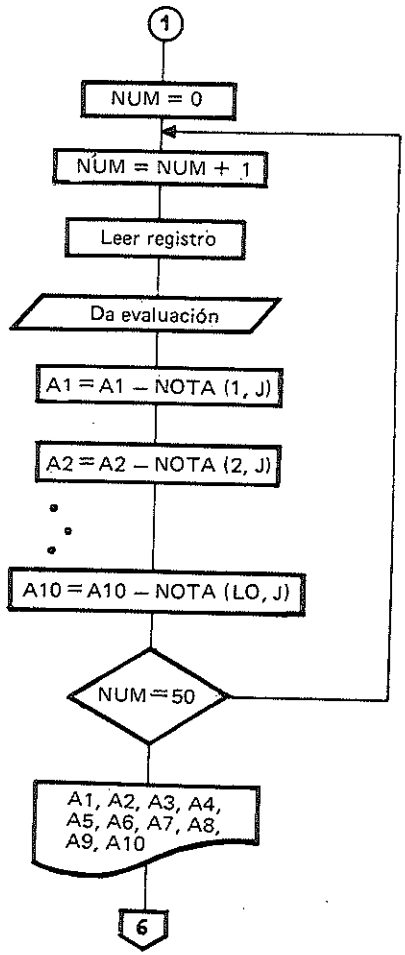 1
NUM = 0
NUM = NUM + 1
Leer registro
Da evaluación
A1 = A1 – NOTA (1, J)
A2 = A2 – NOTA (2, J)
A10 = A10 – NOTA (LO, J)
NUM = 50
A1, A2, A3, A4,
A5, A6, A7, A8,
A9, A10
6